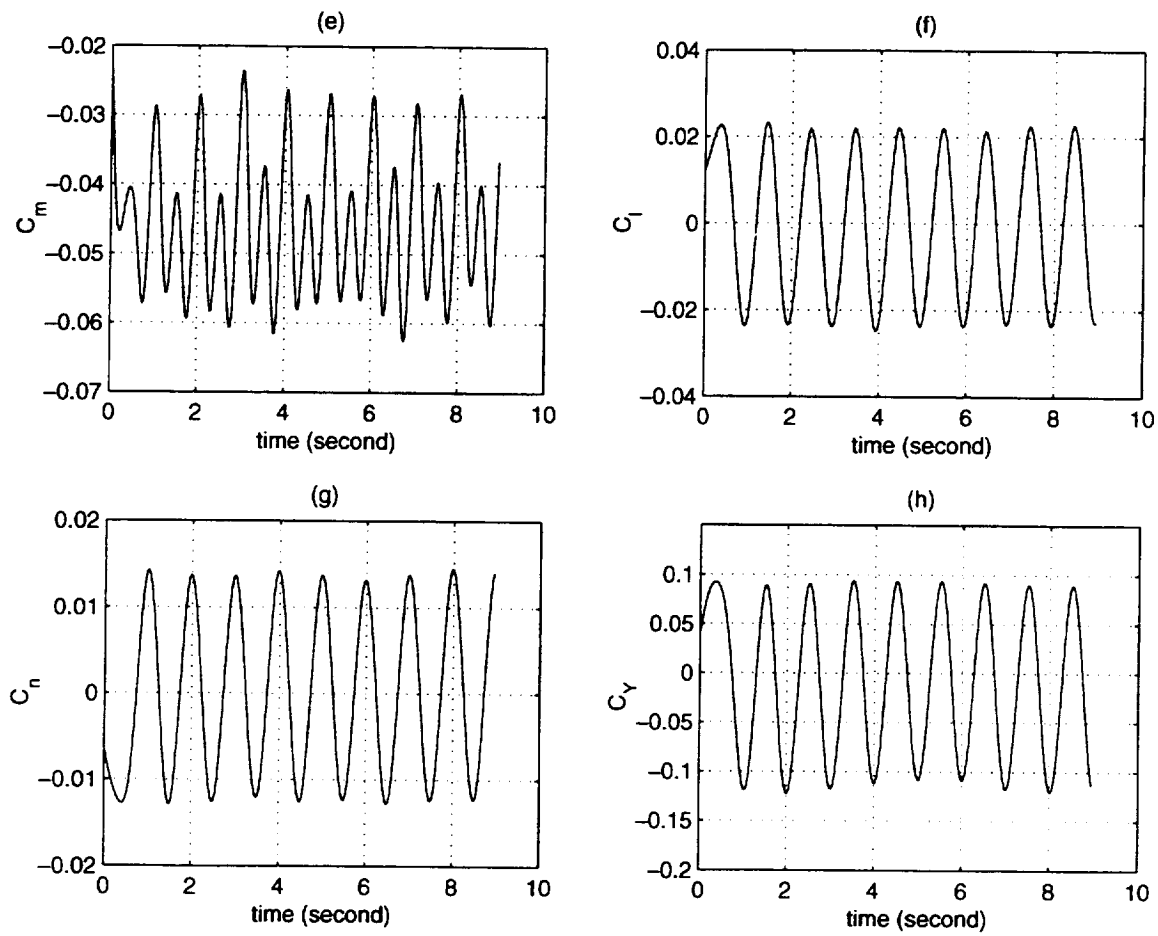 (e)
−0.02
−0.03
−0.04
−0.05
−0.06
−0.07
C_m
0 2 4 6 8 10
time (second)
(f)
0.04
0.02
0
−0.02
−0.04
C_l
0 2 4 6 8 10
time (second)
(g)
0.02
0.01
0
−0.01
−0.02
C_n
0 2 4 6 8 10
time (second)
(h)
0.1
0.05
0
−0.05
−0.1
−0.15
−0.2
C_Y
0 2 4 6 8 10
time (second)